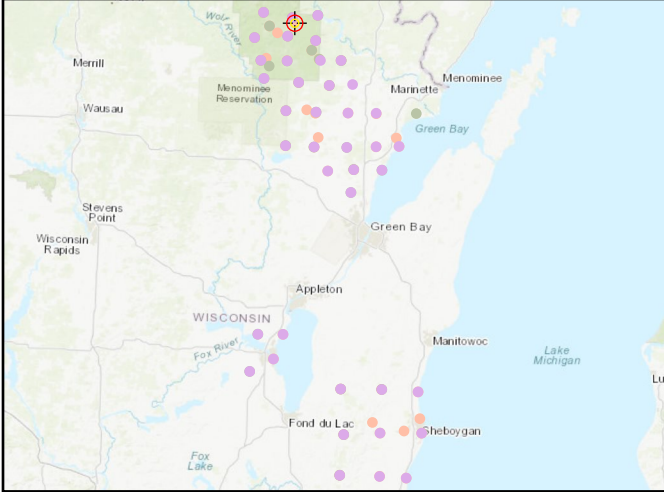 Wolf River
Merrill
Menominee
Marinette
Menominee
Reservation
Wausau
Green Bay
Stevens
Point
Green Bay
Wisconsin
Rapids
Appleton
WISCONSIN
Manitowoc
Fox River
Lake
Michigan
Lu
Fond du Lac
Sheboygan
Fox
Lake